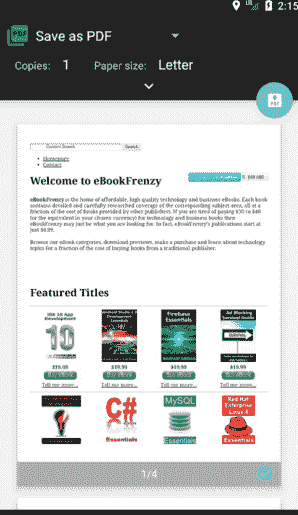 2:15
PDF
Save as PDF
Copies: 1 Paper size: Letter
PDF
Search
Homepage
Contact
Welcome to eBookFrenzy
eBookFrenzy is the home of affordable, high quality technology and business eBooks. Each book
contains detailed and carefully researched coverage of the corresponding subject area, all at a
fraction of the cost of books provided by other publishers. If you are tired of paying $30 to $40
for the equivalent in your chosen currency) for technology and business books then
eBookFrenzy may just be what you are looking for. In fact, eBookFrenzy's publications start at
just $4.99.
Browse our eBook categories, download previews, make a purchase and learn about technology
topics for a fraction of the cost of buying books from a traditional publisher.
Featured Titles
iOS 10 App
Development
10
Essentials
Firebase
Essentials
$19.99 $19.99 $19.99
Tell me more... Tell me more... Tell me more... Tell me more...
C#
Essentials
MySQL
Essentials
Red Hat
Enterprise
Linux 6
Essentials
1/4